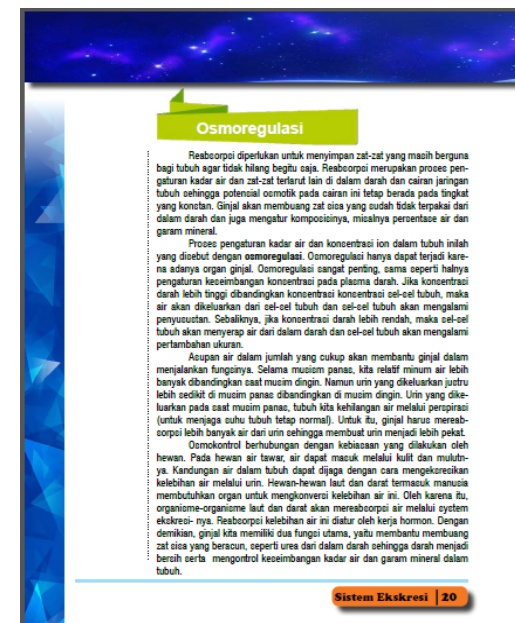 Osmoregulasi
Reabsorpsi diperlukan untuk menyimpan zat-zat yang masih berguna
bagi tubuh agar tidak hilang begitu saja. Reabsorpsi merupakan proses pen-
gaturan kadar air dan zat-zat terlarut lain di dalam darah dan cairan jaringan
tubuh sehingga potensial osmotik pada cairan ini tetap berada pada tingkat
yang konstan. Ginjal akan membuang zat sisa yang sudah tidak terpakai dari
dalam darah dan juga mengatur komposisinya, misalnya persentase air dan
garam mineral.
Proses pengaturan kadar air dan konsentrasi ion dalam tubuh inilah
yang disebut dengan osmoregulasi. Osmoregulasi hanya dapat terjadi kare-
na adanya organ ginjal. Osmoregulasi sangat penting, sama seperti halnya
pengaturan keseimbangan konsentrasi pada plasma darah. Jika konsentrasi
darah lebih tinggi dibandingkan konsentrasi konsentrasi sel-sel tubuh, maka
air akan dikeluarkan dari sel-sel tubuh dan sel-sel tubuh akan mengalami
penyusustan. Sebaliknya, jika konsentrasi darah lebih rendah, maka sel-sel
tubuh akan menyerap air dari dalam darah dan sel-sel tubuh akan mengalami
pertambahan ukuran.
Asupan air dalam jumlah yang cukup akan membantu ginjal dalam
menjalankan fungsinya. Selama musism panas, kita relatif minum air lebih
banyak dibandingkan saat musim dingin. Namun urin yang dikeluarkan justru
lebih sedikit di musim panas dibandingkan di musim dingin. Urin yang dike-
luarkan pada saat musim panas, tubuh kita kehilangan air melalui perspirasi
(untuk menjaga suhu tubuh tetap normal). Untuk itu, ginjal harus mereab-
sorpsi lebih banyak air dari urin sehingga membuat urin menjadi lebih pekat.
Osmokontrol berhubungan dengan kebiasaan yang dilakukan oleh
hewan. Pada hewan air tawar, air dapat masuk melalui kulit dan mulutn-
ya. Kandungan air dalam tubuh dapat dijaga dengan cara mengeksresikan
kelebihan air melalui urin. Hewan-hewan laut dan darat termasuk manusia
membutuhkan organ untuk mengkonversi kelebihan air ini. Oleh karena itu,
organisme-organisme laut dan darat akan mereabsorpsi air melalui system
ekskresi- nya. Reabsorpsi kelebihan air ini diatur oleh kerja hormon. Dengan
demikian, ginjal kita memiliki dua fungsi utama, yaitu membantu membuang
zat sisa yang beracun, seperti urea dari dalam darah sehingga darah menjadi
bersih serta mengontrol keseimbangan kadar air dan garam mineral dalam
tubuh.
Sistem Ekskresi | 20